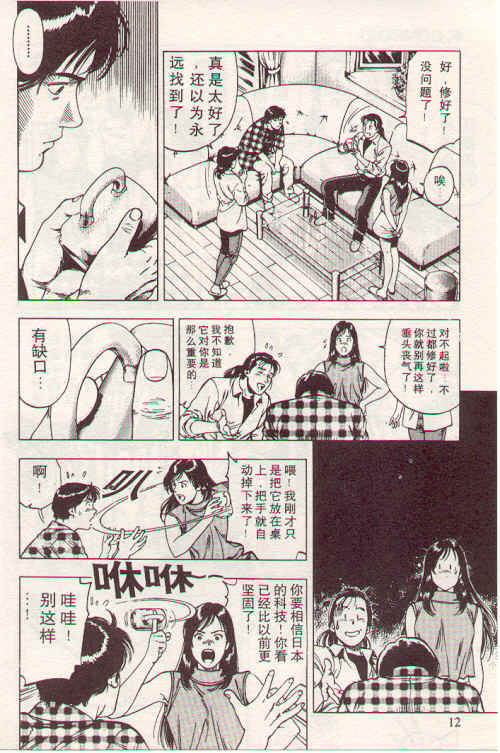 好，修好了！
没问题了！
唉
真是太好了
，还以为永
远找到了！
…………
对不起啦，不
过都修好了，
你就别再这样
垂头丧气了！
抱歉，
我不知道
它对你是
那么重要的
有缺口…
喂！我刚才只
是把它放在桌
上，把手就自
动掉下来了！
啊！
你要相信日本
的科技！你看
已经比以前更
坚固了！
咻咻
哇哇！
别这样
…！
12